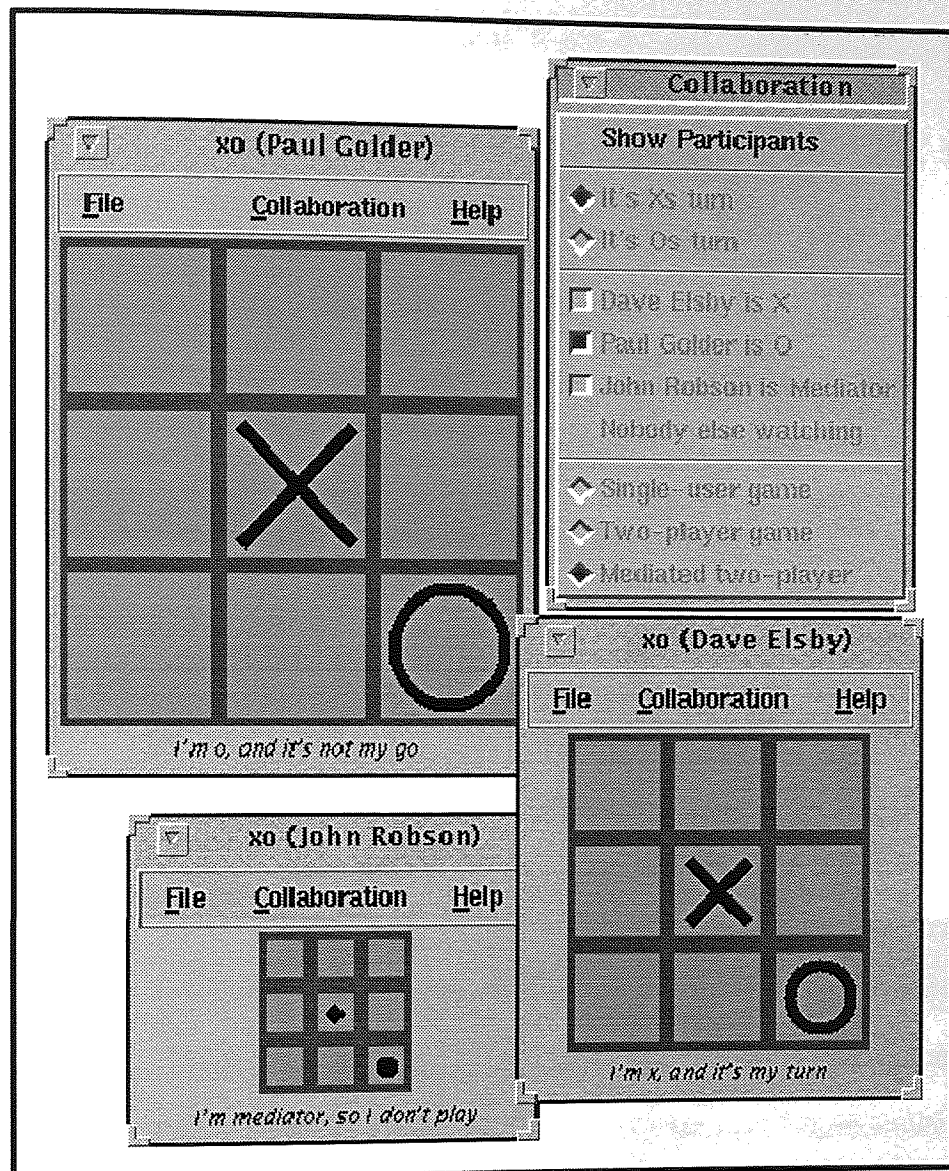 Collaboration
Show Participants
It's Xs turn
It's Os turn
Dave Elsby is X
Paul Golder is O
John Robson is Mediator
Nobody else watching
Single-user game
Two-player game
Mediated two-player
xo (Paul Golder)
File Collaboration Help
I'm o, and it's not my go
xo (Dave Elsby)
File Collaboration Help
I'm x, and it's my turn
xo (John Robson)
File Collaboration Help
I'm mediator, so I don't play